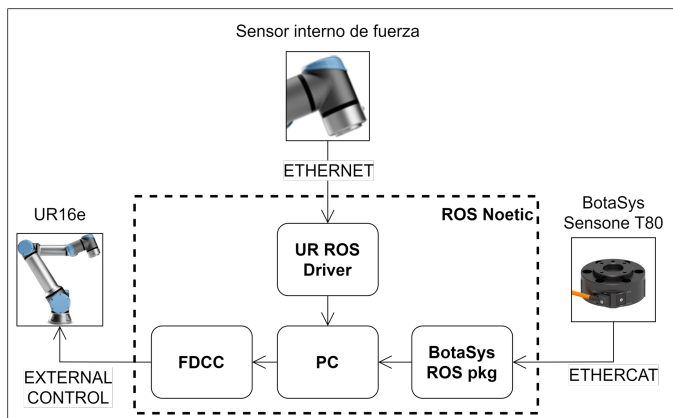 Sensor interno de fuerza
ETHERNET
UR16e
ROS Noetic
BotaSys
Sensone T80
UR ROS
Driver
FDCC
PC
BotaSys
ROS pkg
EXTERNAL
CONTROL
ETHERCAT